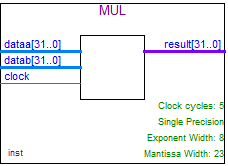 MUL
dataa[31..0] result[31..0]
datab[31..0]
clock
Clock cycles: 5
Single Precision
Exponent Width: 8
inst Mantissa Width: 23